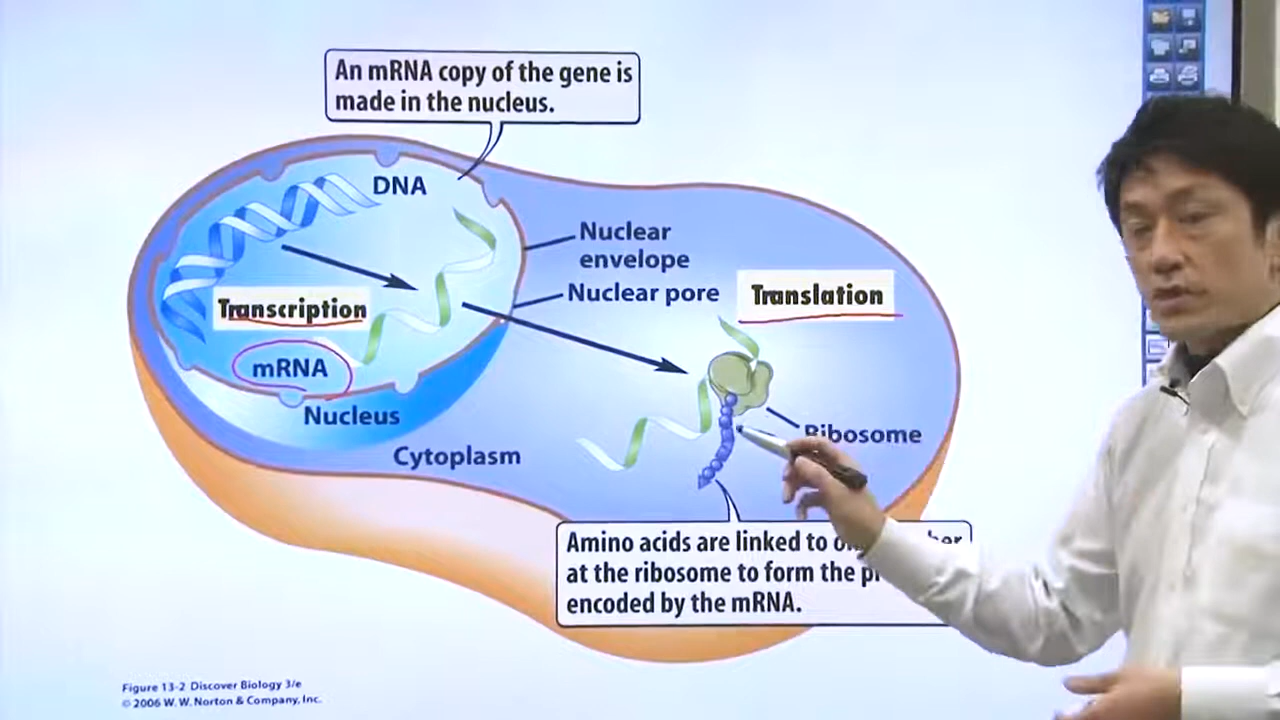 An mRNA copy of the gene is
made in the nucleus.
DNA
Nuclear
envelope
Nuclear pore
Transcription
Translation
mRNA
Nucleus
Cytoplasm
Ribosome
Amino acids are linked to
at the ribosome to form the
encoded by the mRNA.
Figure 13-2 Discover Biology 3/e
© 2006 W. W. Norton & Company, Inc.